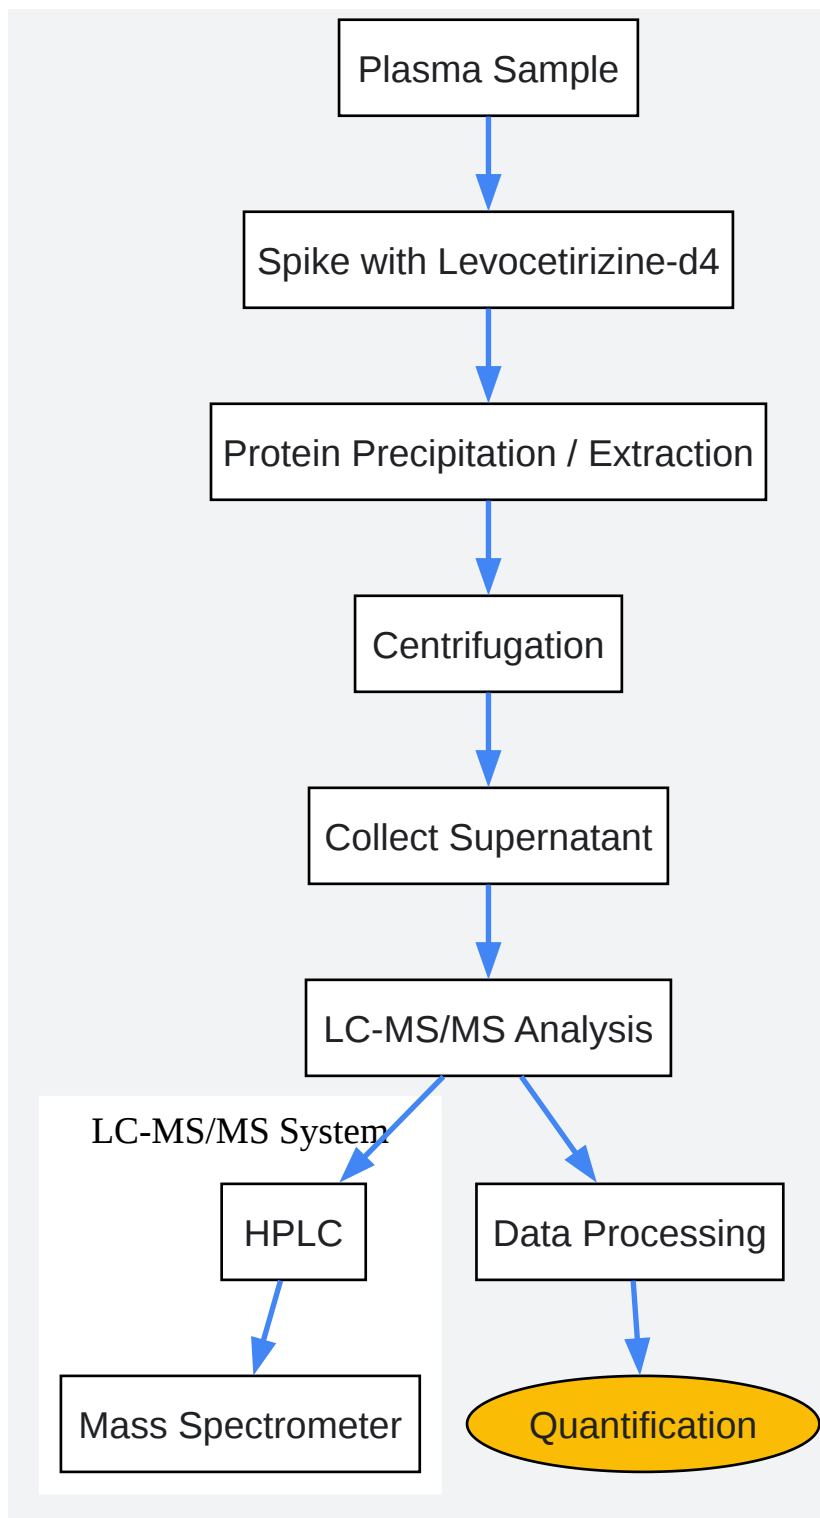 Plasma Sample
Spike with Levocetirizine-d4
Protein Precipitation / Extraction
Centrifugation
Collect Supernatant
LC-MS/MS Analysis
LC-MS/MS System
HPLC
Data Processing
Mass Spectrometer
Quantification